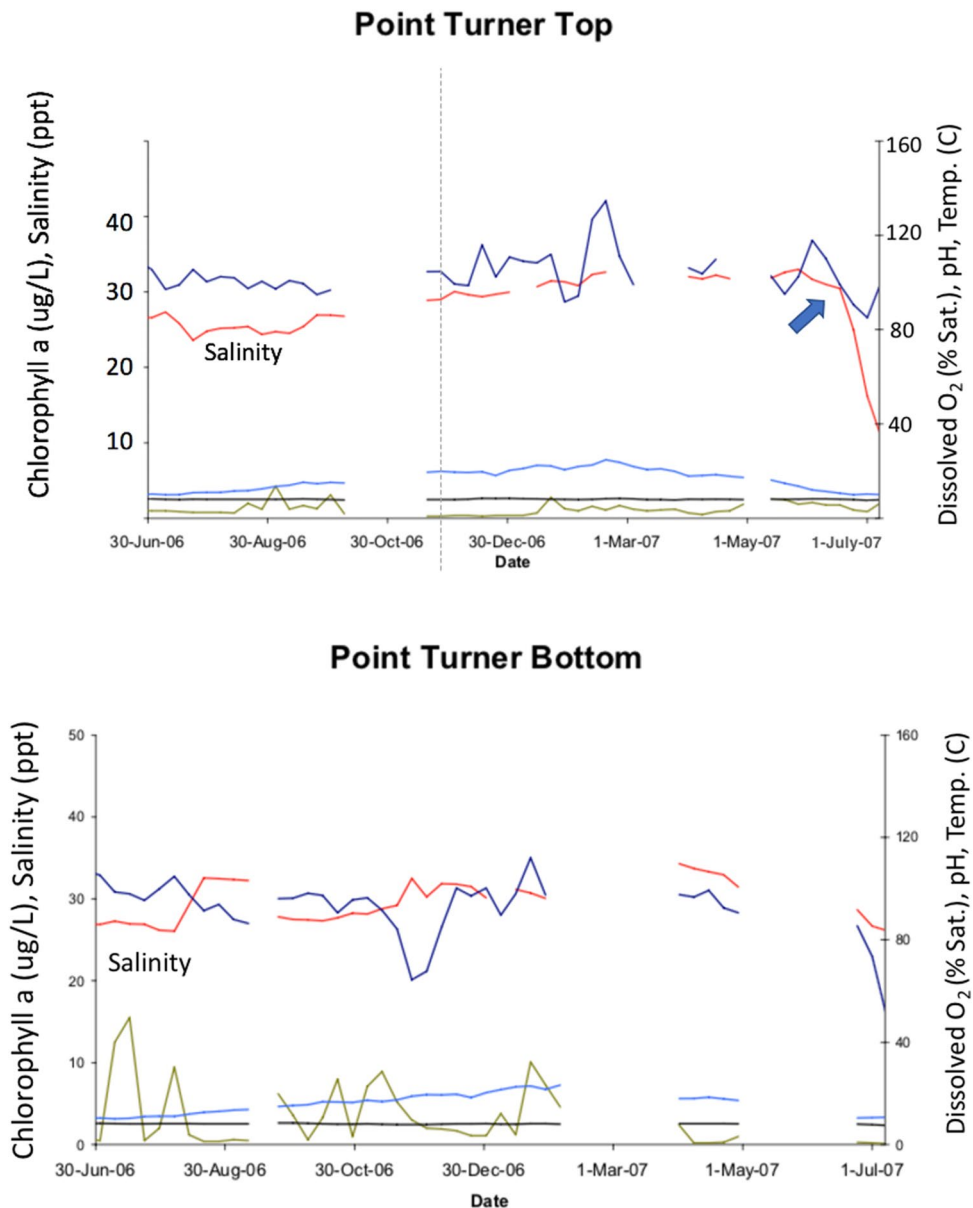 Point Turner Top
Chlorophyll a (ug/L), Salinity (ppt)
40
30
20
10
160
120
80
40
Dissolved O₂ (% Sat.), pH, Temp. (C)
Salinity
30-Jun-06 30-Aug-06 30-Oct-06 30-Dec-06 1-Mar-07 1-May-07 1-July-07
Date
Point Turner Bottom
Chlorophyll a (ug/L), Salinity (ppt)
50
40
30
20
10
0
160
120
80
40
0
Dissolved O₂ (% Sat.), pH, Temp. (C)
Salinity
30-Jun-06 30-Aug-06 30-Oct-06 30-Dec-06 1-Mar-07 1-May-07 1-Jul-07
Date